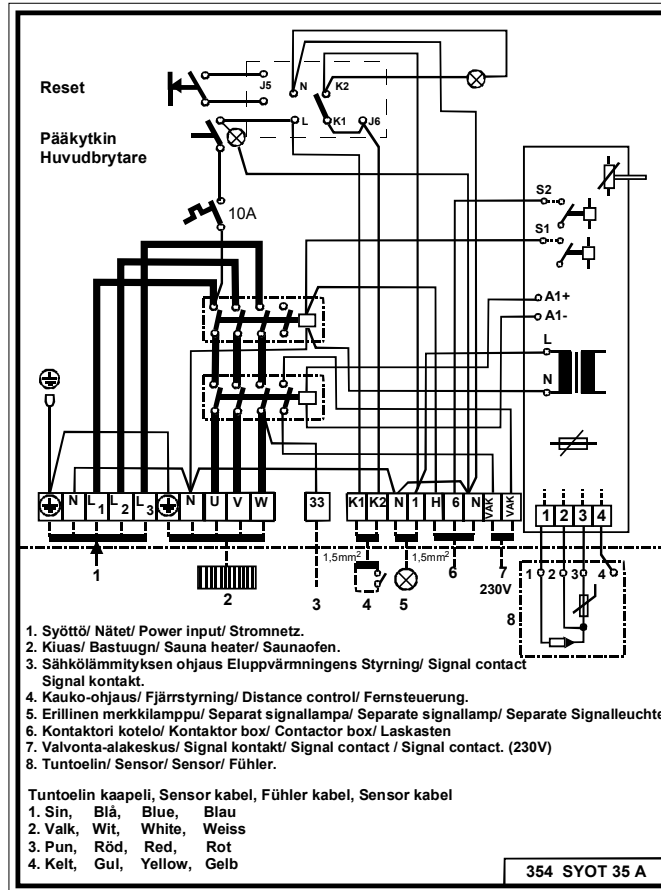 Reset
J5
N
K2
L
K1
J6
Pääkytkin
Huvudbrytare
10A
S2
S1
A1+
A1-
L
N
N L1 L2 L3 N U V W 33 K1 K2 N 1 H 6 N VAK VAK
1 2 3 4
1,5mm2 1,5mm2
1 2 3 4 5 6 7
230V
8
1 2 3 4
1. Syöttö/ Nätet/ Power input/ Stromnetz.
2. Kiuas/ Bastuugn/ Sauna heater/ Saunaofen.
3. Sähkölämmityksen ohjaus Eluppvärmningens Styrning/ Signal contact
Signal kontakt.
4. Kauko-ohjaus/ Fjärrstyrning/ Distance control/ Fernsteuerung.
5. Erillinen merkkilamppu/ Separat signallampa/ Separate signallamp/ Separate Signalleuchte
6. Kontaktori kotelo/ Kontaktor box/ Contactor box/ Laskasten
7. Valvonta-alakeskus/ Signal kontakt/ Signal contact / Signal contact. (230V)
8. Tuntoelin/ Sensor/ Sensor/ Fühler.
Tuntoelin kaapeli, Sensor kabel, Fühler kabel, Sensor kabel
1. Sin, Blå, Blue, Blau
2. Valk, Wit, White, Weiss
3. Pun, Röd, Red, Rot
4. Kelt, Gul, Yellow, Gelb
354 SYOT 35 A